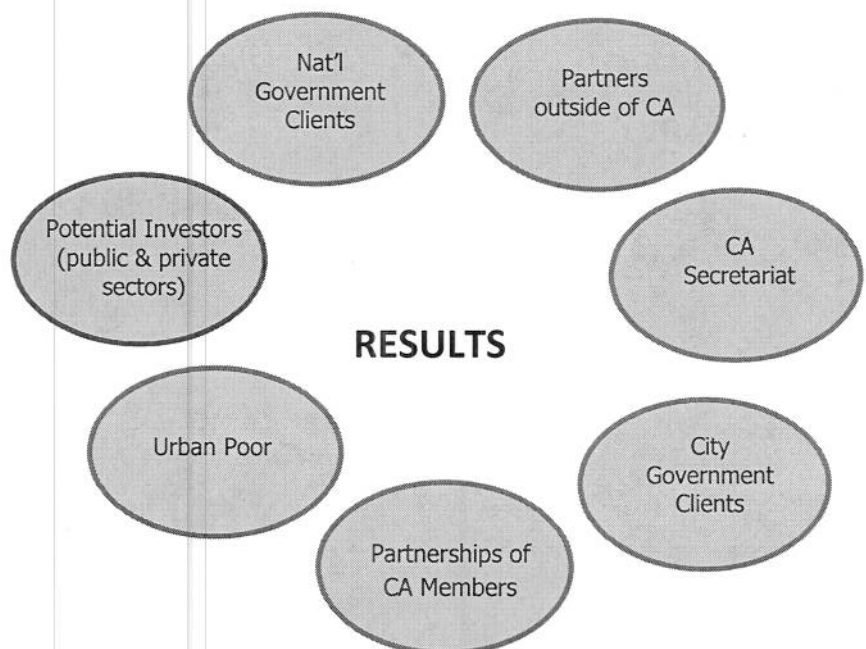 Nat'l
Government
Clients
Partners
outside of CA
Potential Investors
(public & private
sectors)
CA
Secretariat
RESULTS
Urban Poor
City
Government
Clients
Partnerships of
CA Members